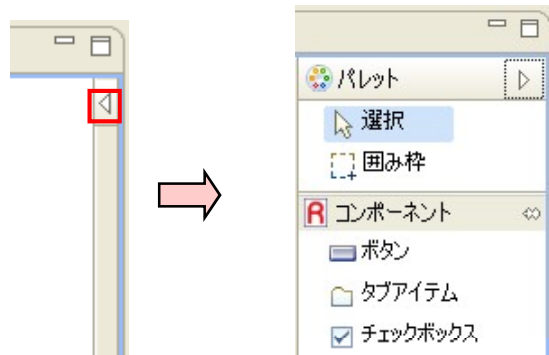 パレット
選択
囲み枠
コンポーネント
ボタン
タブアイテム
チェックボックス